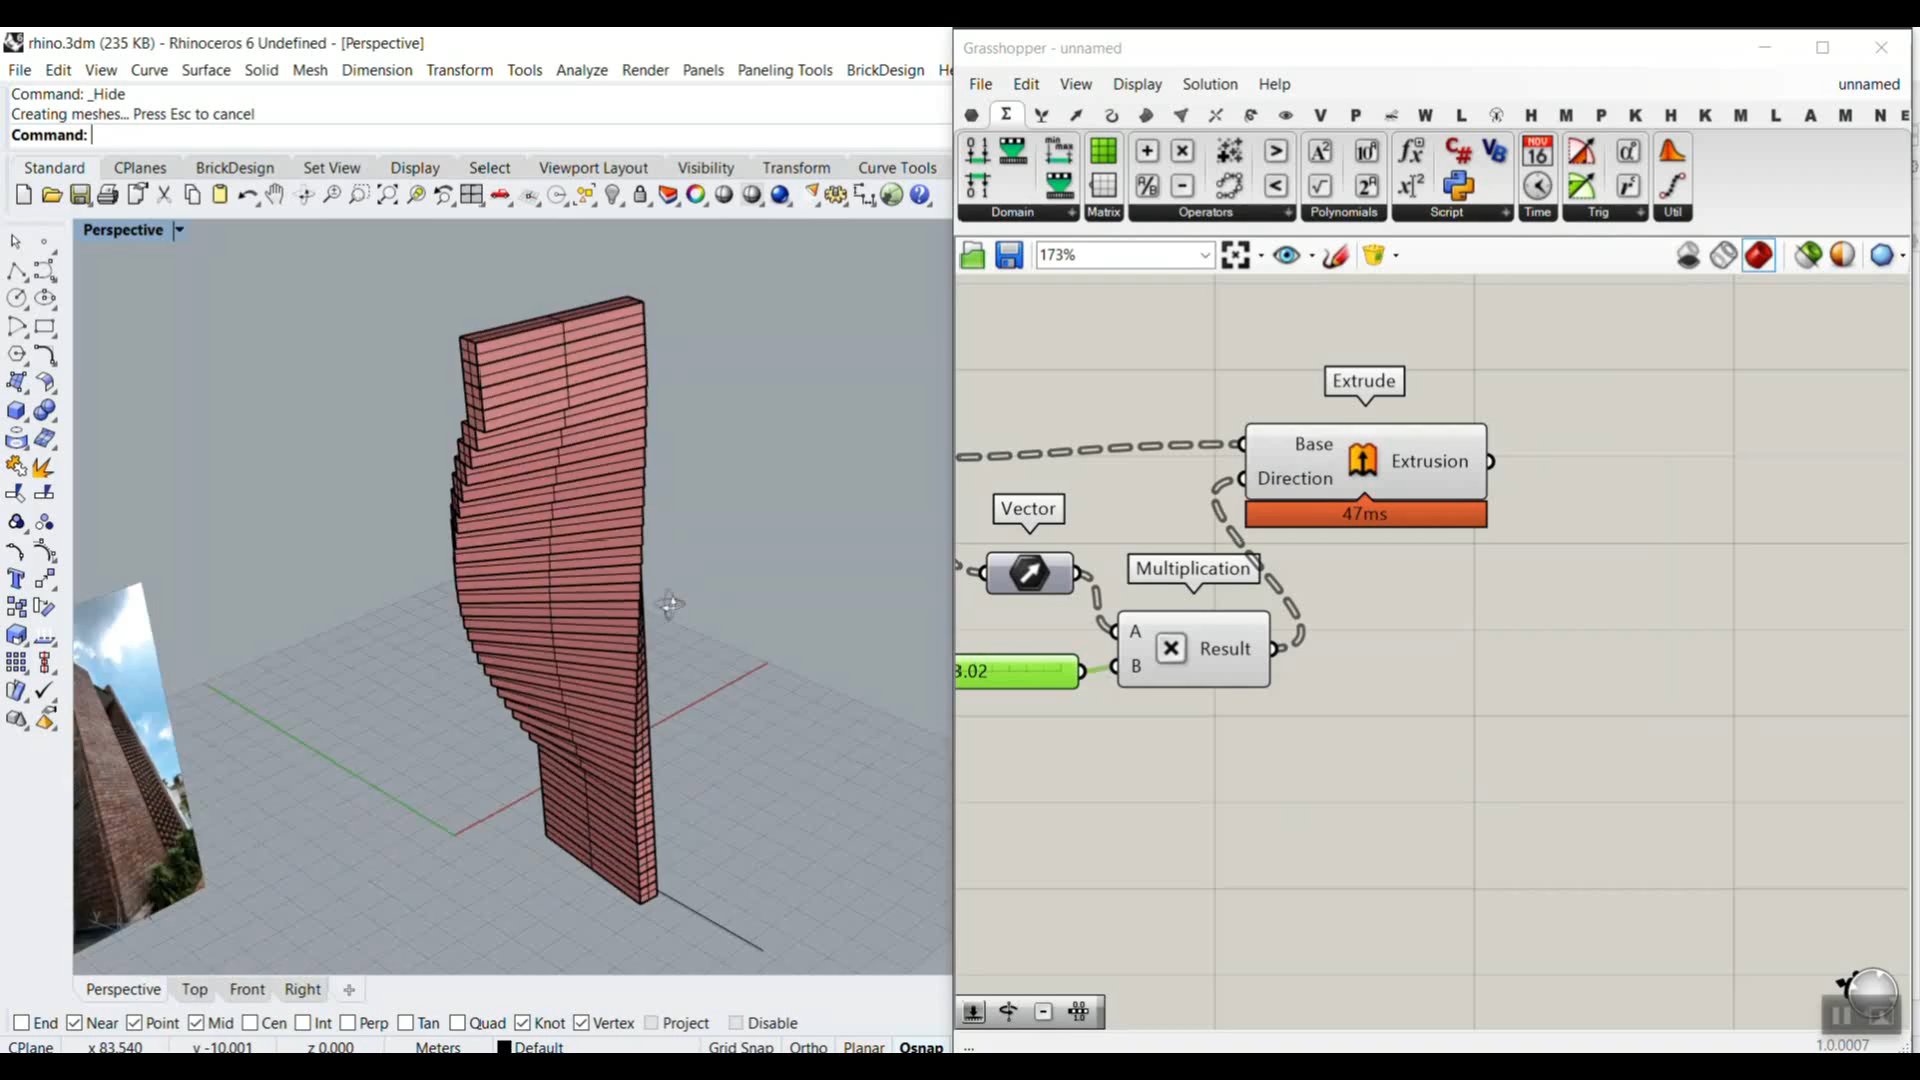 rhino.3dm (235 KB) - Rhinoceros 6 Undefined - [Perspective]
File Edit View Curve Surface Solid Mesh Dimension Transform Tools Analyze Render Panels Paneling Tools BrickDesign He
Command: _Hide
Creating meshes... Press Esc to cancel
Command:
Standard CPlanes BrickDesign Set View Display Select Viewport Layout Visibility Transform Curve Tools
Perspective
Perspective Top Front Right
End Near Point Mid Cen Int Perp Tan Quad Knot Vertex Project Disable
CPlane x 83.540 y -10.001 z 0.000 Meters Default Grid Snap Ortho Planar Osnap
Grasshopper - unnamed
File Edit View Display Solution Help unnamed
Σ V P W L H M P K H K M L A M N E
Domain Matrix Operators Polynomials Script Time Trig Util
173%
Extrude
Base
Direction
Extrusion
47ms
Vector
Multiplication
A
B
Result
3.02
...
1.0.0007